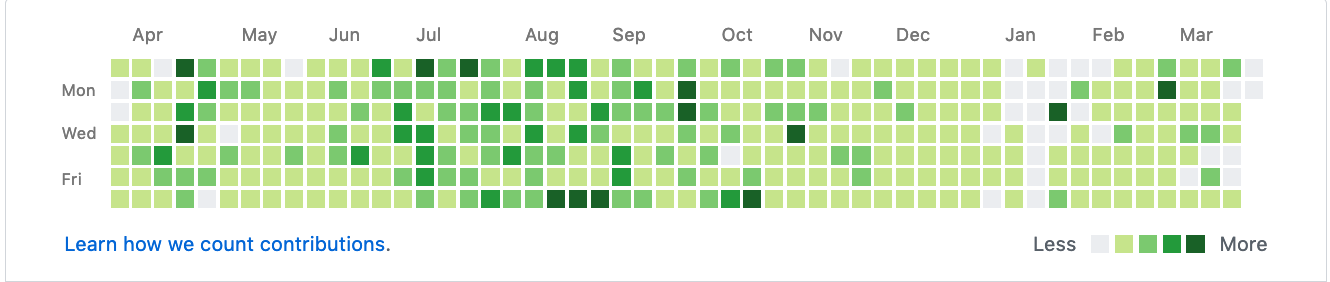 Apr May Jun Jul Aug Sep Oct Nov Dec Jan Feb Mar
Mon
Wed
Fri
Learn how we count contributions.
Less More